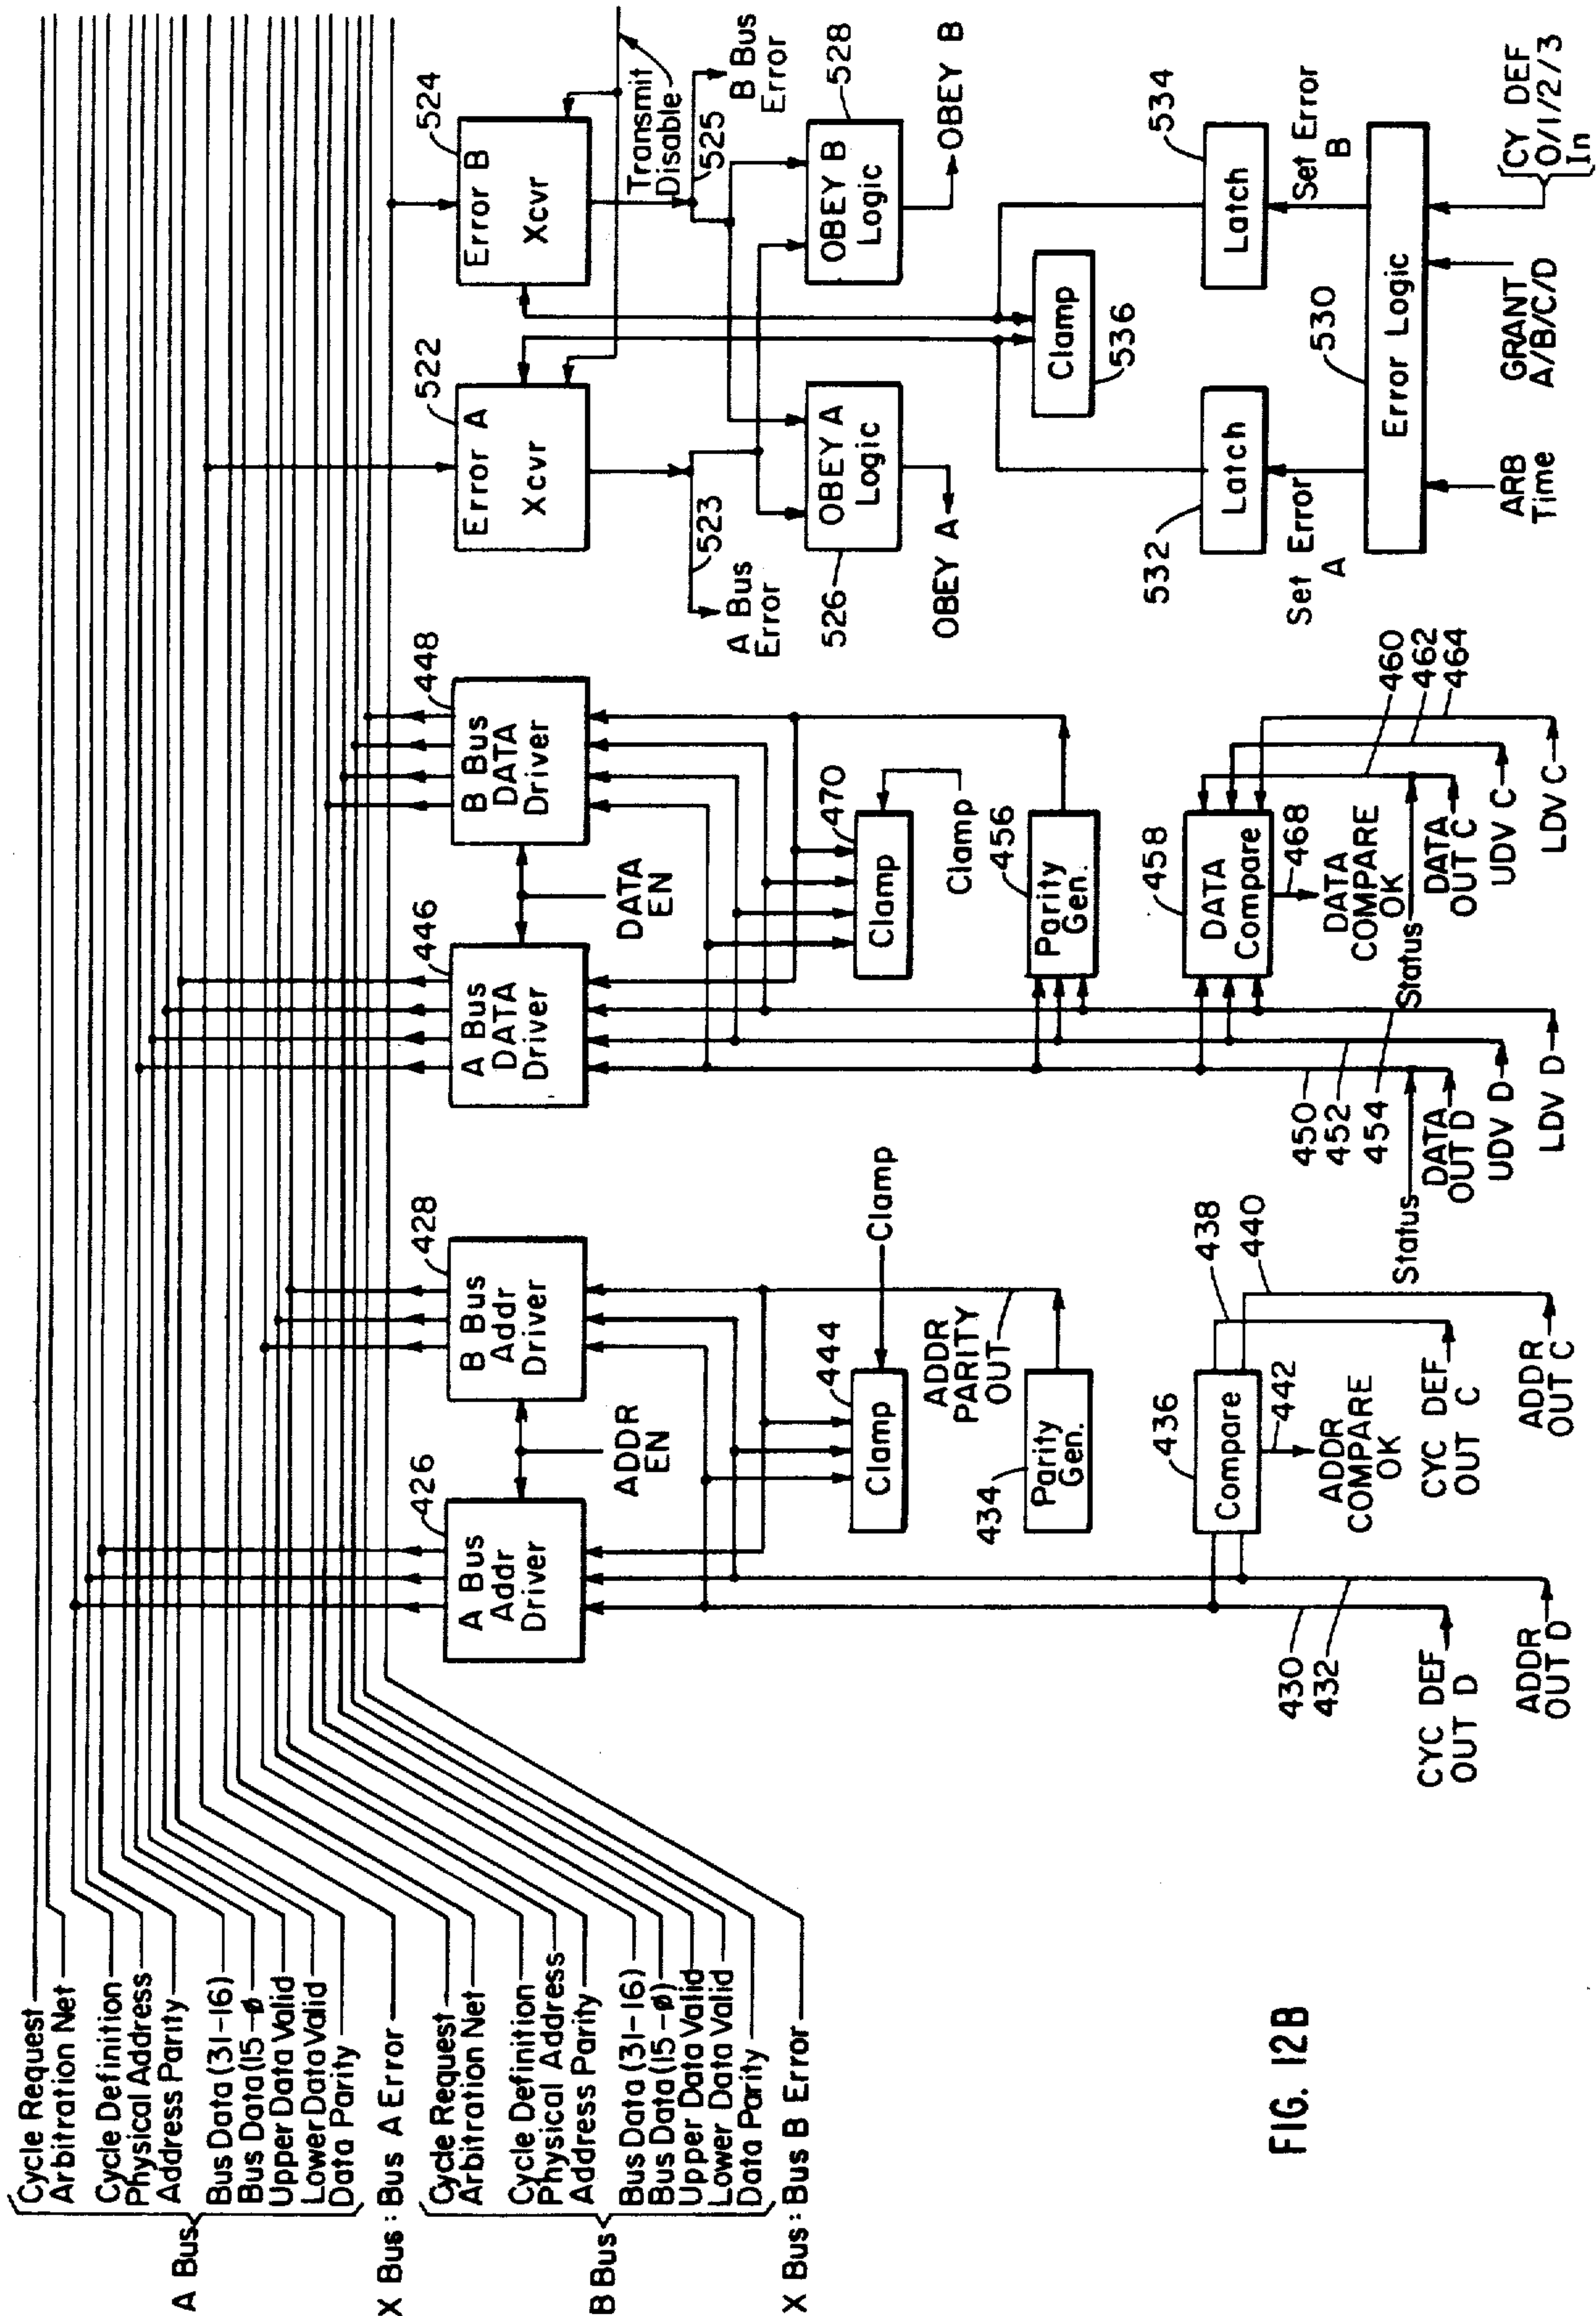 Cycle Request
Arbitration Net
Cycle Definition
Physical Address
Address Parity
Bus Data (31-16)
Bus Data (15-ø
Upper Data Valid
Lower Data Valid
Data Parity
A Bus
X Bus: Bus A Error
Cycle Request
Arbitration Net
Cycle Definition
Physical Address
Address Parity
Bus Data (31-16)
Bus Data (15-ø)
Upper Data Valid
Lower Data Valid
Data Parity
B Bus
X Bus: Bus B Error
426
A Bus
Addr
Driver
428
B Bus
Addr
Driver
ADDR
EN
444
Clamp
Clamp
ADDR
PARITY
OUT
434
Parity
Gen.
436
Compare
438
440
442
ADDR
COMPARE
OK
430
432
CYC DEF
OUT D
ADDR
OUT D
CYC DEF
OUT C
ADDR
OUT C
446
A Bus
DATA
Driver
448
B Bus
DATA
Driver
DATA
EN
470
Clamp
Clamp
456
Parity
Gen.
458
DATA
Compare
468
DATA
COMPARE
OK
460
462
464
450
452
454
Status
DATA
OUT D
UDV D
LDV D
Status
DATA
OUT C
UDV C
LDV C
522
Error A
Xcvr
524
Error B
Xcvr
Transmit
Disable
523
A Bus
Error
525
B Bus
Error
526
OBEY A
Logic
OBEY A
528
OBEY B
Logic
OBEY B
Clamp
536
532
Latch
534
Latch
Set Error
A
Set Error
B
530
Error Logic
ARB
Time
GRANT
A/B/C/D
CY DEF
0/1/2/3
In
FIG. 12B